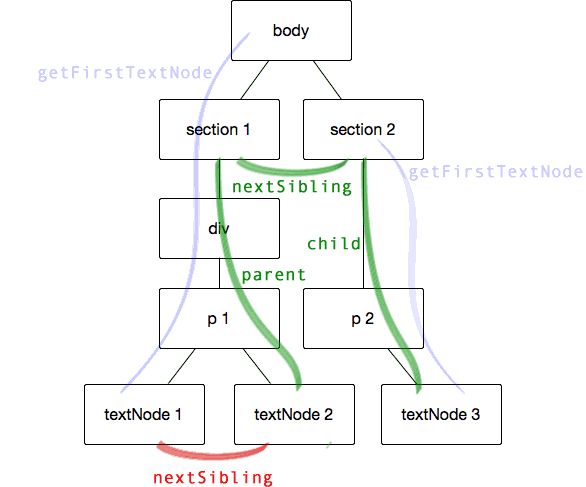 body
getFirstTextNode
section 1
section 2
getFirstTextNode
nextSibling
div
child
parent
p 1
p 2
textNode 1
textNode 2
textNode 3
nextSibling